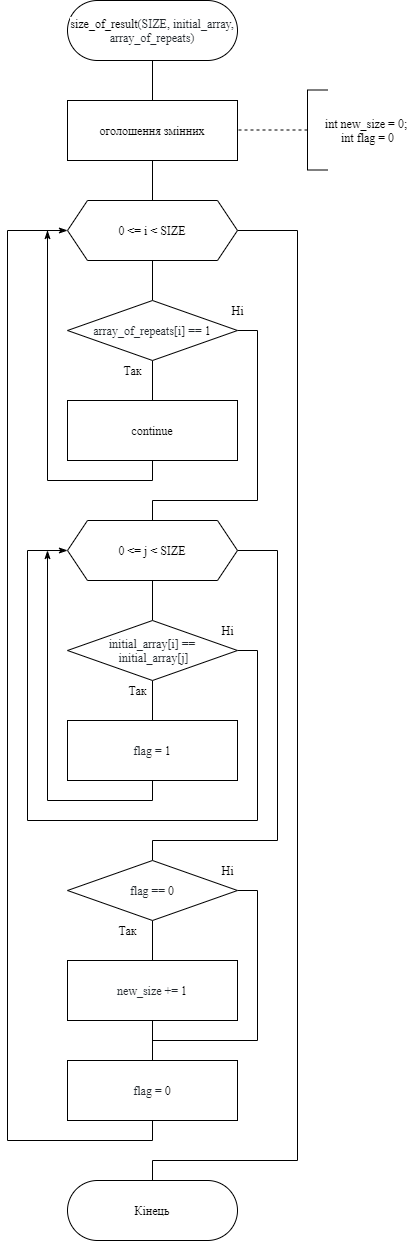 size_of_result(SIZE, initial_array,
array_of_repeats)
оголошення змінних
int new_size = 0;
int flag = 0
0 <= i < SIZE
Ні
array_of_repeats[i] == 1
Так
continue
0 <= j < SIZE
Ні
initial_array[i] ==
initial_array[j]
Так
flag = 1
Ні
flag == 0
Так
new_size += 1
flag = 0
Кінець